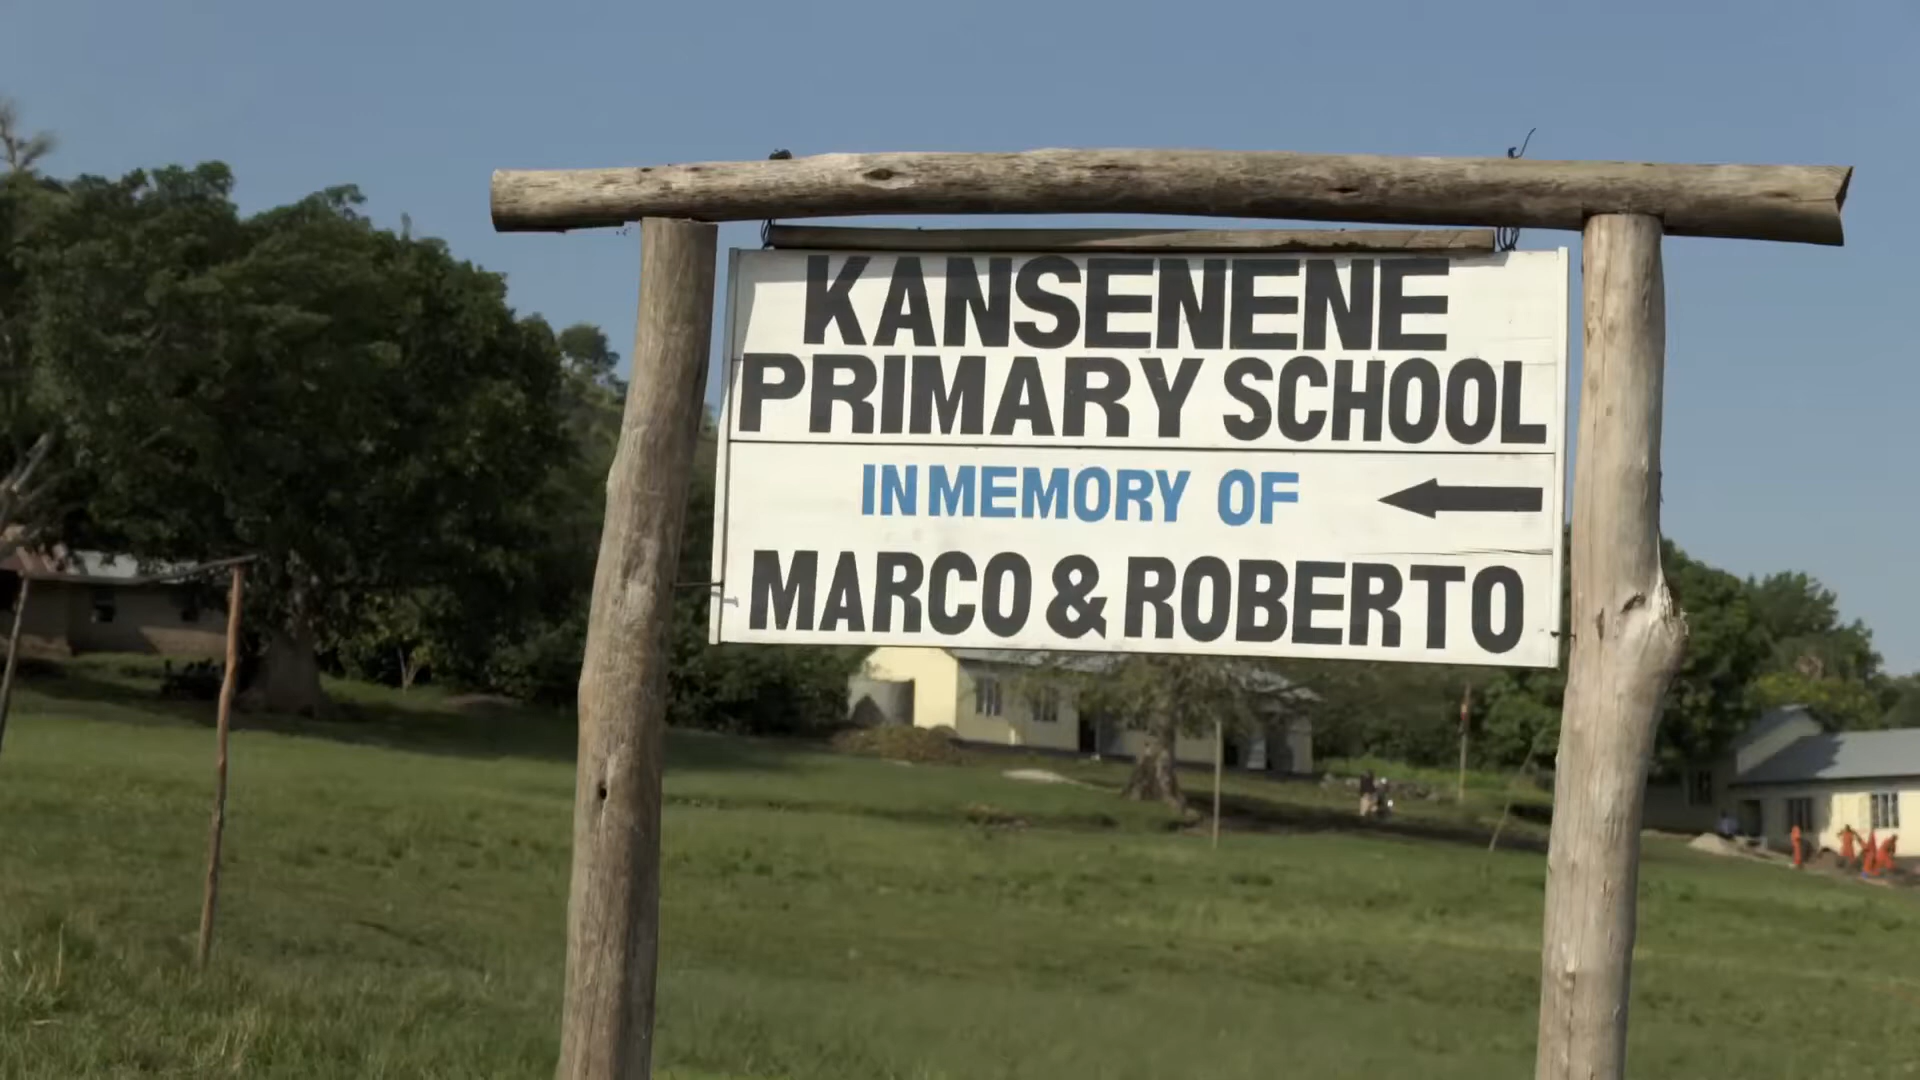 KANSENENE
PRIMARY SCHOOL
IN MEMORY OF
MARCO & ROBERTO